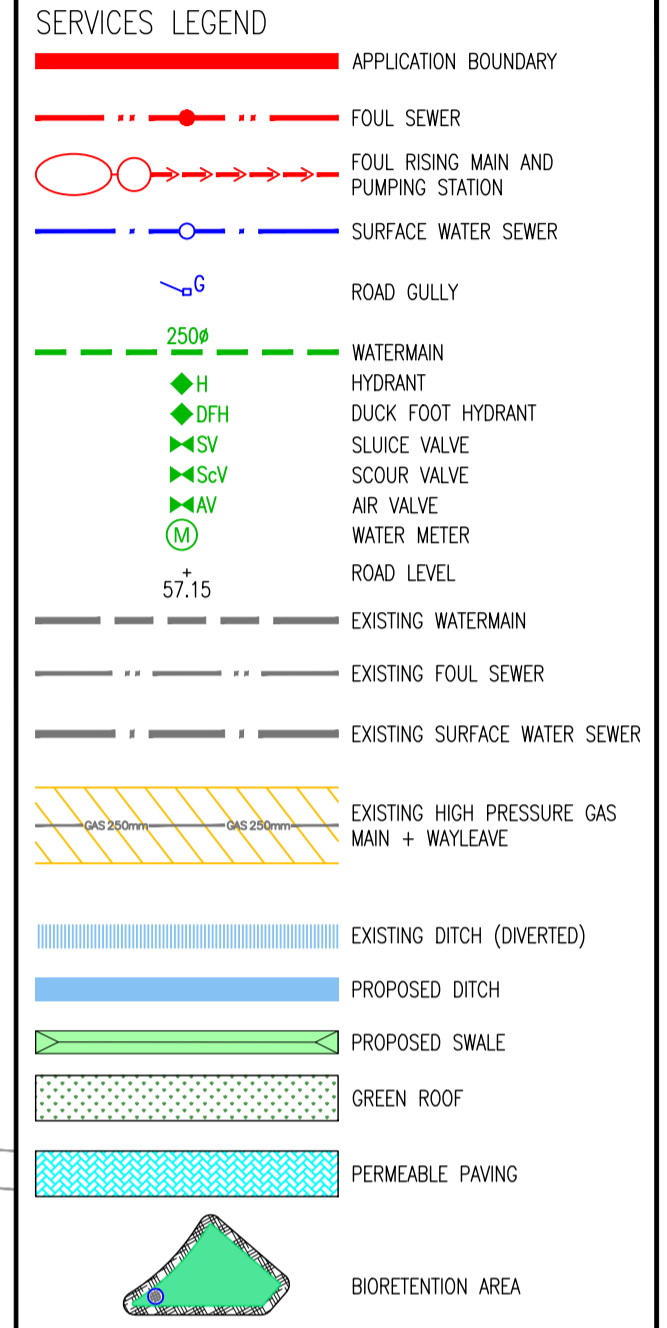 SERVICES LEGEND
APPLICATION BOUNDARY
FOUL SEWER
FOUL RISING MAIN AND
PUMPING STATION
SURFACE WATER SEWER
G
ROAD GULLY
250ø
WATERMAIN
H HYDRANT
DFH DUCK FOOT HYDRANT
SV SLUICE VALVE
ScV SCOUR VALVE
AV AIR VALVE
M WATER METER
+
57.15
ROAD LEVEL
EXISTING WATERMAIN
EXISTING FOUL SEWER
EXISTING SURFACE WATER SEWER
GAS 250mm GAS 250mm
EXISTING HIGH PRESSURE GAS
MAIN + WAYLEAVE
EXISTING DITCH (DIVERTED)
PROPOSED DITCH
PROPOSED SWALE
GREEN ROOF
PERMEABLE PAVING
BIORETENTION AREA